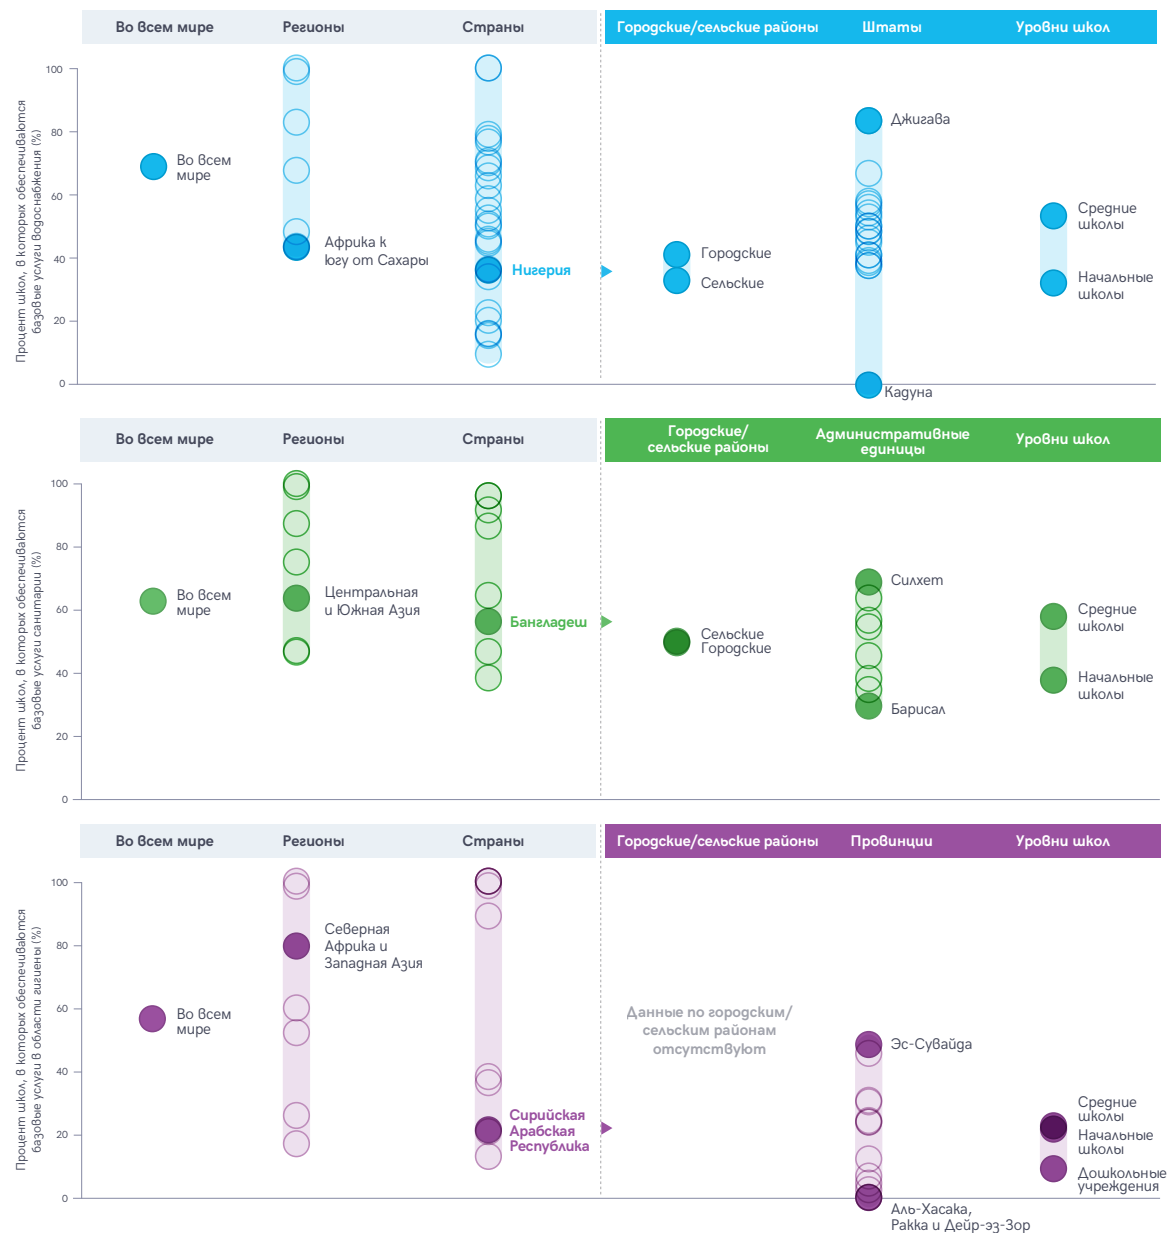 Во всем мире
Регионы
Страны
Городские/сельские районы
Штаты
Уровни школ
Процент школ, в которых обеспечиваются
базовые услуги водоснабжения (%)
100
80
60
40
20
0
Во всем
мире
Африка к
югу от Сахары
Нигерия
Городские
Сельские
Джигава
Кадуна
Средние
школы
Начальные
школы
Во всем мире
Регионы
Страны
Городские/
сельские районы
Административные
единицы
Уровни школ
Процент школ, в которых обеспечиваются
базовые услуги санитарии (%)
100
80
60
40
20
0
Во всем
мире
Центральная
и Южная Азия
Бангладеш
Сельские
Городские
Силхет
Барисал
Средние
школы
Начальные
школы
Во всем мире
Регионы
Страны
Городские/сельские районы
Провинции
Уровни школ
Процент школ, в которых обеспечиваются
базовые услуги в области гигиены (%)
100
80
60
40
20
0
Во всем
мире
Северная
Африка и
Западная Азия
Сирийская
Арабская
Республика
Данные по городским/
сельским районам
отсутствуют
Эс-Сувайда
Аль-Хасака,
Ракка и Дейр-эз-Зор
Средние
школы
Начальные
школы
Дошкольные
учреждения